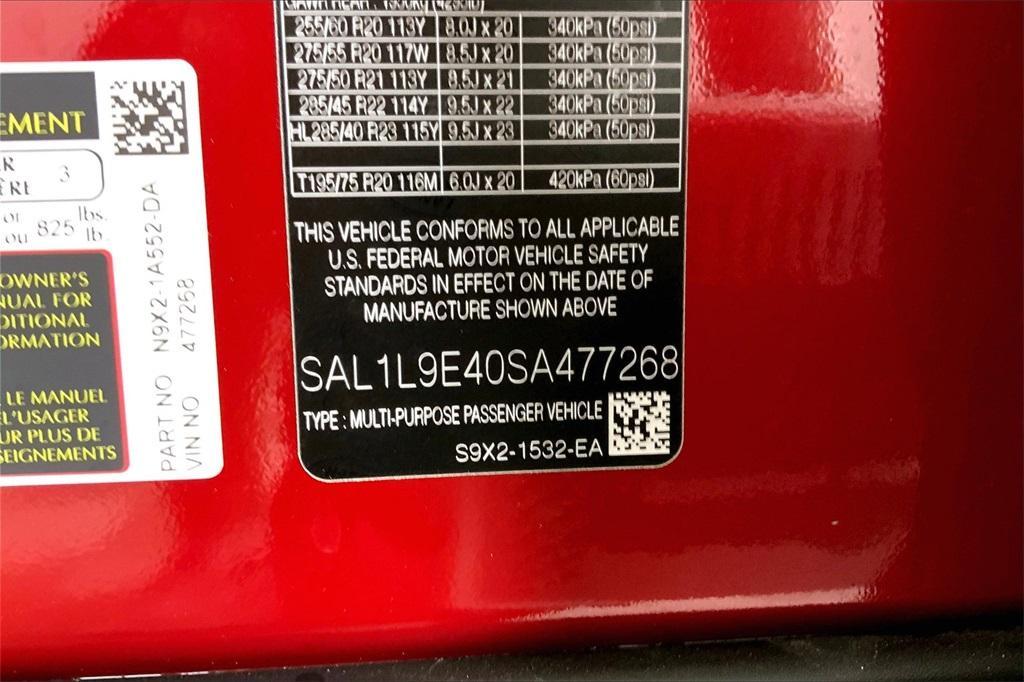 EMENT
R
TRE 3
or 825 lbs.
ou lb.
OWNER'S
NUAL FOR
DITIONAL
ORMATION
LE MANUEL
L'USAGER
UR PLUS DE
SEIGNEMENTS
PART NO N9X2-1A552-DA
VIN NO 477268
255/60 R20 113Y 8.0J x 20 340kPa (50psi)
275/55 R20 117W 8.5J x 20 340kPa (50psi)
275/50 R21 113Y 8.5J x 21 340kPa (50psi)
285/45 R22 114Y 9.5J x 22 340kPa (50psi)
HL285/40 R23 115Y 9.5J x 23 340kPa (50psi)
T195/75 R20 116M 6.0J x 20 420kPa (60psi)
THIS VEHICLE CONFORMS TO ALL APPLICABLE
U.S. FEDERAL MOTOR VEHICLE SAFETY
STANDARDS IN EFFECT ON THE DATE OF
MANUFACTURE SHOWN ABOVE
SAL1L9E40SA477268
TYPE : MULTI-PURPOSE PASSENGER VEHICLE
S9X2-1532-EA